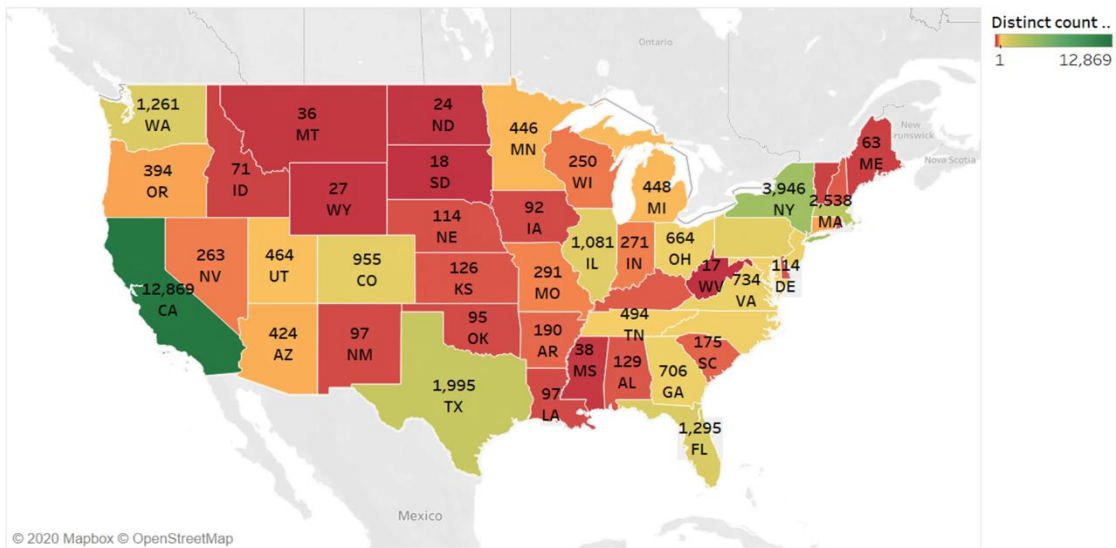 Distinct count ..
1
12,869
Ontario
1,261
WA
36
MT
24
ND
446
MN
New
runswick
Nova Scotia
63
ME
394
OR
71
ID
18
SD
250
WI
27
WY
448
MI
3,946
NY
2,538
MA
92
IA
114
NE
263
NV
464
UT
955
CO
1,081
IL
271
IN
664
OH
17
WV
734
VA
114
DE
126
KS
291
MO
12,869
CA
494
TN
424
AZ
97
NM
95
OK
190
AR
38
MS
129
AL
706
GA
175
SC
1,995
TX
97
LA
1,295
FL
Mexico
© 2020 Mapbox © OpenStreetMap